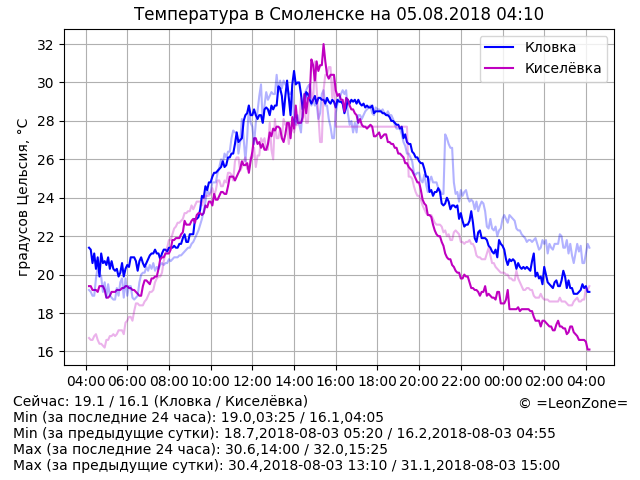 Температура в Смоленске на 05.08.2018 04:10
градусов Цельсия, °C
32
30
28
26
24
22
20
18
16
Кловка
Киселёвка
04:00 06:00 08:00 10:00 12:00 14:00 16:00 18:00 20:00 22:00 00:00 02:00 04:00
Сейчас: 19.1 / 16.1 (Кловка / Киселёвка)
© =LeonZone=
Min (за последние 24 часа): 19.0,03:25 / 16.1,04:05
Min (за предыдущие сутки): 18.7,2018-08-03 05:20 / 16.2,2018-08-03 04:55
Max (за последние 24 часа): 30.6,14:00 / 32.0,15:25
Max (за предыдущие сутки): 30.4,2018-08-03 13:10 / 31.1,2018-08-03 15:00